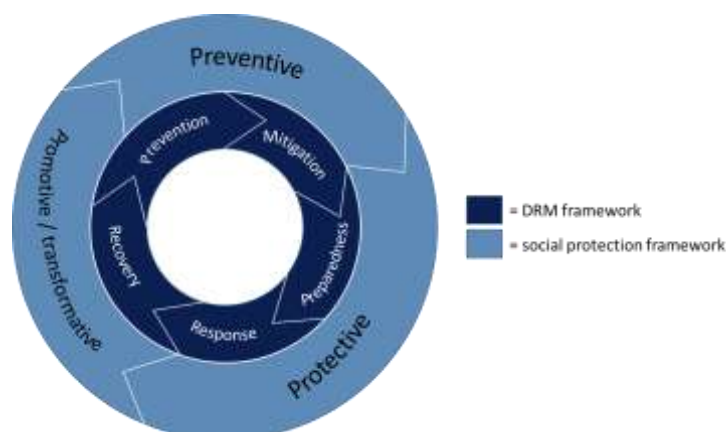 Preventive
Protective
Promotive / transformative
Prevention
Mitigation
Preparedness
Response
Recovery
= DRM framework
= social protection framework